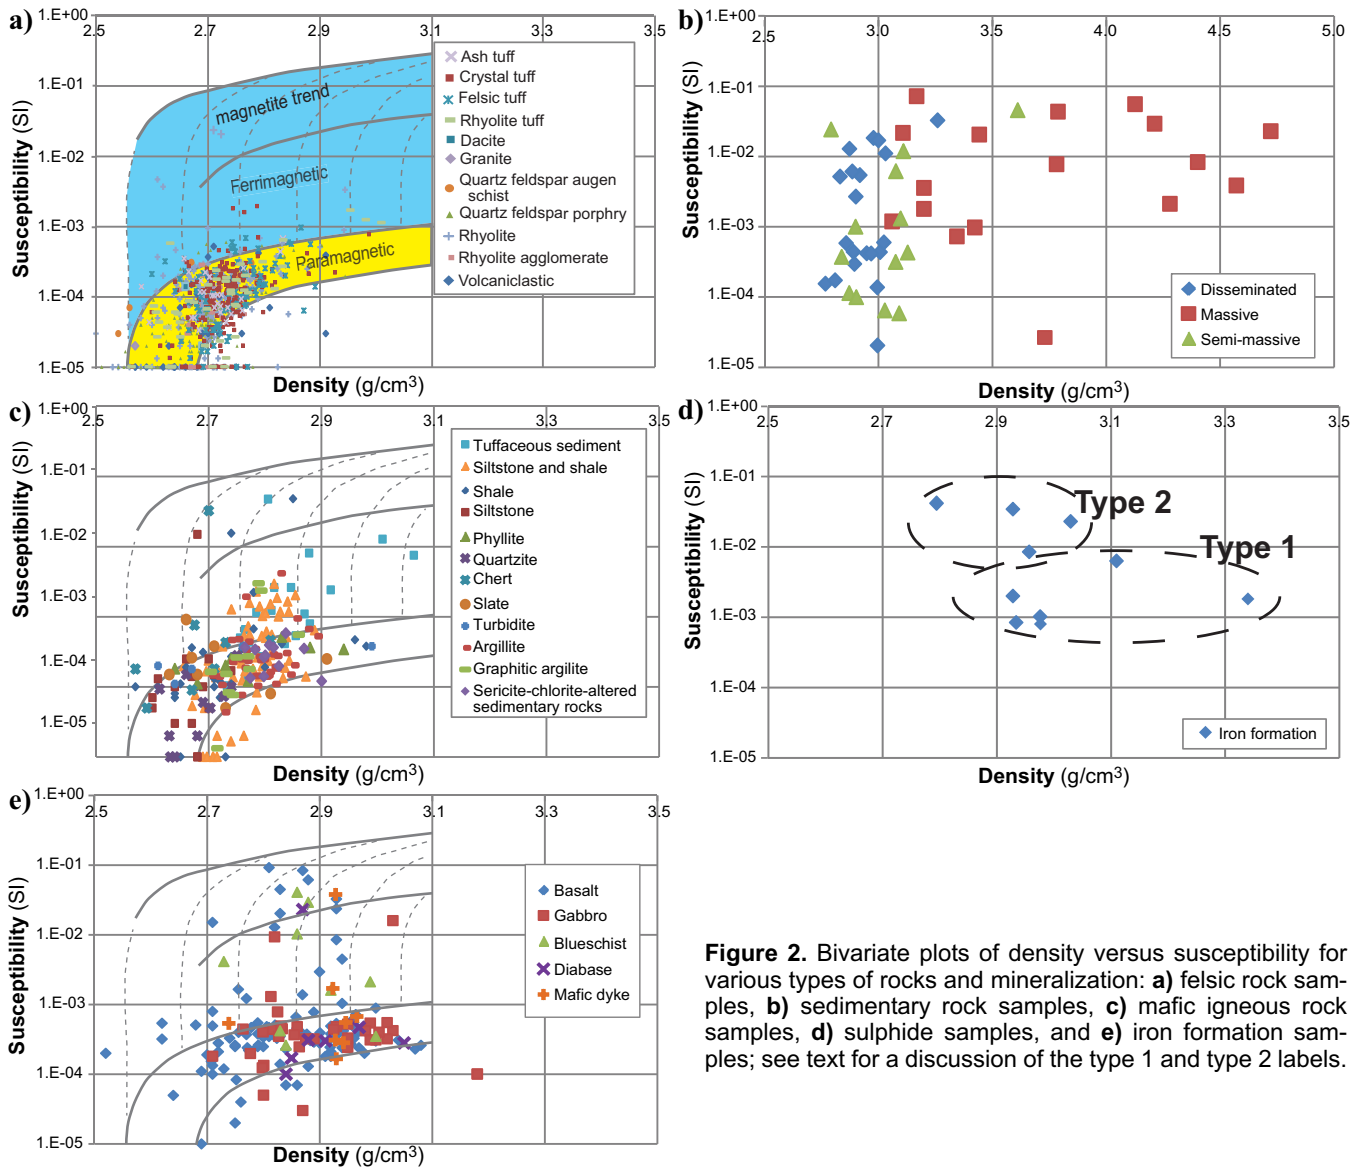 a)
1.E+00
2.5
2.7
2.9
3.1
3.3
3.5
1.E-01
1.E-02
1.E-03
1.E-04
1.E-05
Susceptibility (SI)
Density (g/cm³)
magnetite trend
Ferrimagnetic
Paramagnetic
Ash tuff
Crystal tuff
Felsic tuff
Rhyolite tuff
Dacite
Granite
Quartz feldspar augen
schist
Quartz feldspar porphry
Rhyolite
Rhyolite agglomerate
Volcaniclastic
b)
1.E+00
2.5
3.0
3.5
4.0
4.5
5.0
1.E-01
1.E-02
1.E-03
1.E-04
1.E-05
Susceptibility (SI)
Density (g/cm³)
Disseminated
Massive
Semi-massive
c)
1.E+00
2.5
2.7
2.9
3.1
3.3
3.5
1.E-01
1.E-02
1.E-03
1.E-04
1.E-05
Susceptibility (SI)
Density (g/cm³)
Tuffaceous sediment
Siltstone and shale
Shale
Siltstone
Phyllite
Quartzite
Chert
Slate
Turbidite
Argillite
Graphitic argilite
Sericite-chlorite-altered
sedimentary rocks
d)
1.E+00
2.5
2.7
2.9
3.1
3.3
3.5
1.E-01
1.E-02
1.E-03
1.E-04
1.E-05
Susceptibility (SI)
Density (g/cm³)
Type 2
Type 1
Iron formation
e)
1.E+00
2.5
2.7
2.9
3.1
3.3
3.5
1.E-01
1.E-02
1.E-03
1.E-04
1.E-05
Susceptibility (SI)
Density (g/cm³)
Basalt
Gabbro
Blueschist
Diabase
Mafic dyke
Figure 2. Bivariate plots of density versus susceptibility for
various types of rocks and mineralization: a) felsic rock sam-
ples, b) sedimentary rock samples, c) mafic igneous rock
samples, d) sulphide samples, and e) iron formation sam-
ples; see text for a discussion of the type 1 and type 2 labels.